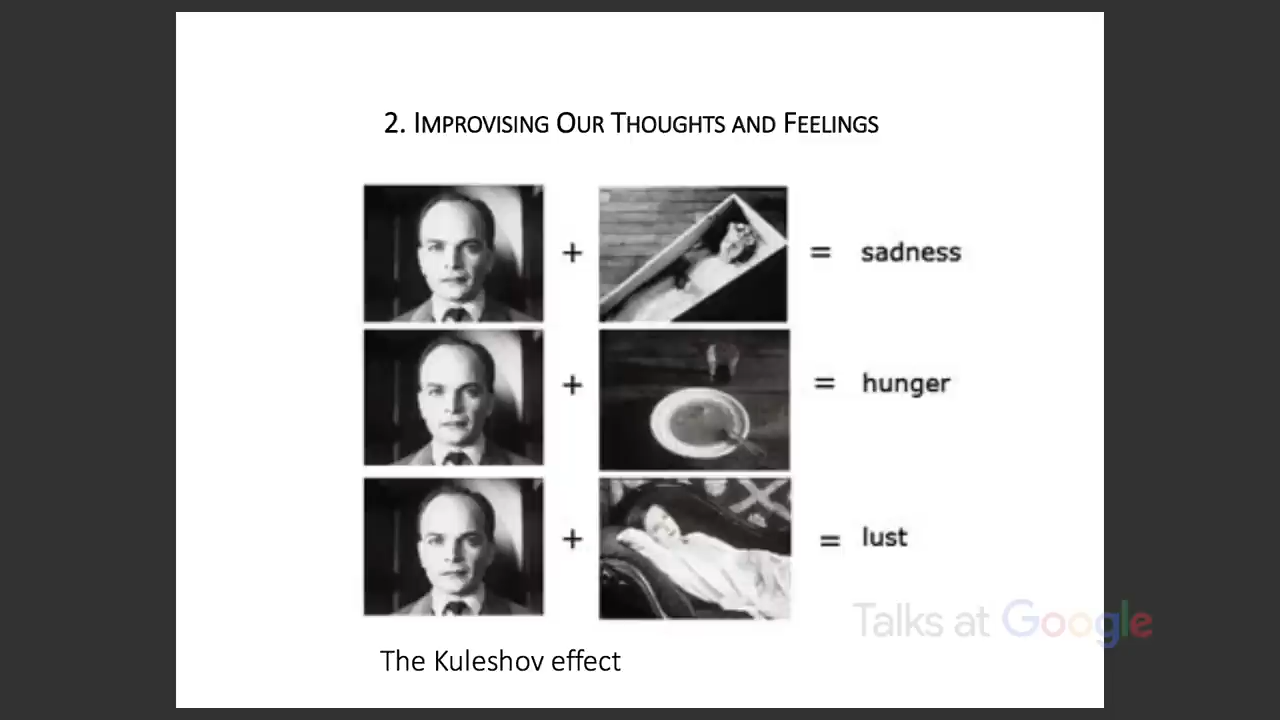 2. IMPROVISING OUR THOUGHTS AND FEELINGS
+ = sadness
+ = hunger
+ = lust
Talks at Google
The Kuleshov effect